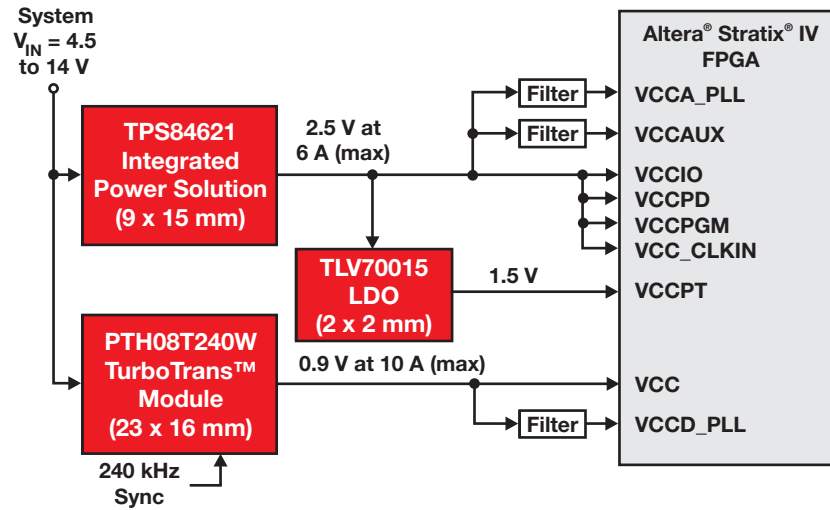 System
V_IN = 4.5
to 14 V
TPS84621
Integrated
Power Solution
(9 x 15 mm)
2.5 V at
6 A (max)
TLV70015
LDO
(2 x 2 mm)
1.5 V
PTH08T240W
TurboTrans™
Module
(23 x 16 mm)
0.9 V at 10 A (max)
240 kHz
Sync
Filter
Filter
Filter
Altera® Stratix® IV
FPGA
VCCA_PLL
VCCAUX
VCCIO
VCCPD
VCCPGM
VCC_CLKIN
VCCPT
VCC
VCCD_PLL